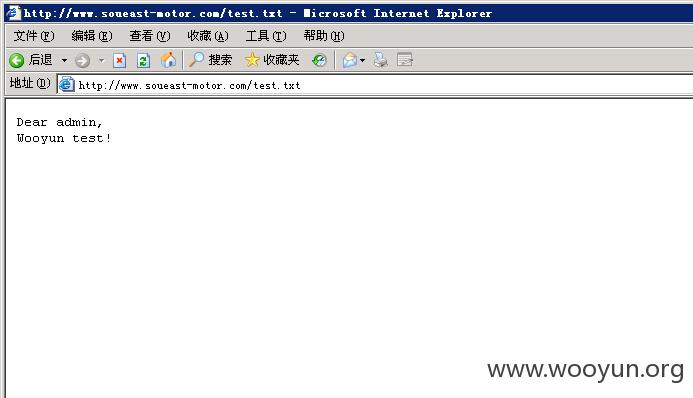 http://www.soueast-motor.com/test.txt - Microsoft Internet Explorer
文件(F) 编辑(E) 查看(V) 收藏(A) 工具(T) 帮助(H)
后退 搜索 收藏夹
地址(D) http://www.soueast-motor.com/test.txt
Dear admin,
Wooyun test!
www.wooyun.org